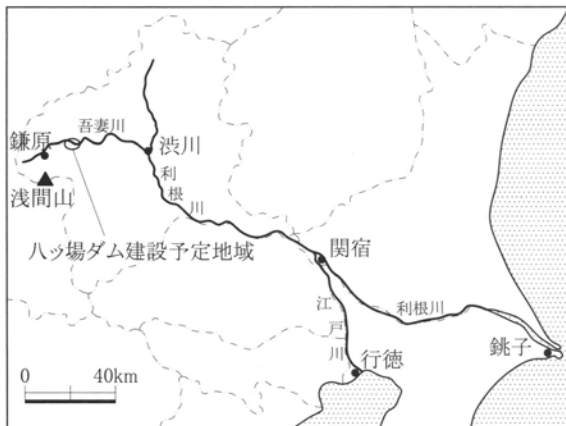 吾妻川
鎌原
渋川
浅間山
利根川
八ッ場ダム建設予定地域
関宿
江戸川
利根川
銚子
行徳
0 40km